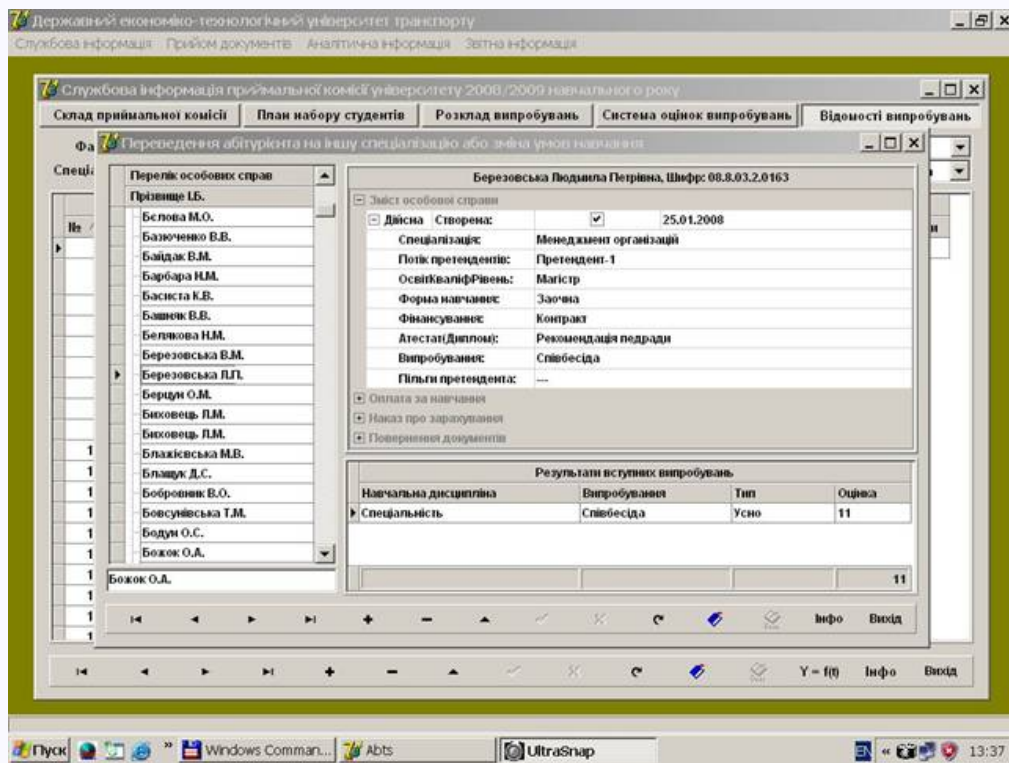 Державний економіко-технологічний університет транспорту
Службова інформація Прийом документів Аналітична інформація Звітна інформація
Службова інформація приймальної комісії університету 2008/2009 навчального року
Склад приймальної комісії План набору студентів Розклад випробувань Система оцінок випробувань Відомості випробувань
Фа
Спеціа
№
Переведення абітурієнта на іншу спеціалізацію або зміна умов навчання
Перелік особових справ
Прізвище І.Б.
Бєлова М.О.
Базюченко В.В.
Байдак В.М.
Барбара Н.М.
Басиста К.В.
Башняк В.В.
Белякова Н.М.
Березовська В.М.
Березовська Л.П.
Берцун О.М.
Биховець Л.М.
Биховець Л.М.
Блажієвська М.В.
Блащук Д.С.
Бобровник В.О.
Бовсунівська Т.М.
Бодун О.С.
Божок О.А.
Божок О.А.
Березовська Людмила Петрівна, Шифр: 08.8.03.2.0163
Зміст особової справи
Дійсна Створена: 25.01.2008
Спеціалізація: Менеджмент організацій
Потік претендентів: Претендент-1
ОсвітКваліфРівень: Магістр
Форма навчання: Заочна
Фінансування: Контракт
Атестат(Диплом): Рекомендація педради
Випробування: Співбесіда
Пільги претендента: ---
Оплата за навчання
Наказ про зарахування
Повернення документів
Результати вступних випробувань
Навчальна дисципліна Випробування Тип Оцінка
Спеціальність Співбесіда Усно 11
11
Інфо Вихід
Y = f(t) Інфо Вихід
Пуск » Windows Comman... Abts UltraSnap EN « 13:37